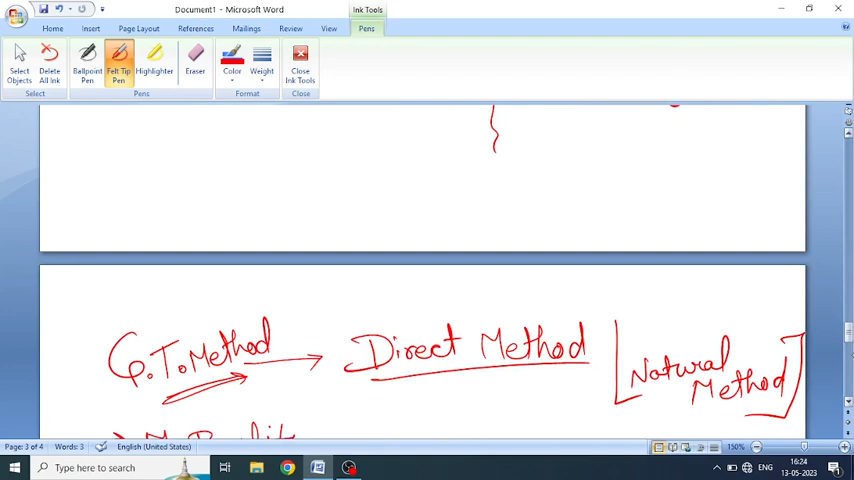 Document1 - Microsoft Word
Ink Tools
Home Insert Page Layout References Mailings Review View Pens
Select Objects
Delete All Ink
Ballpoint Pen
Felt Tip Pen
Highlighter
Eraser
Color
Weight
Close Ink Tools
Select Pens Format Close
G.T. Method → Direct Method [Natural Method]
Page: 3 of 4 Words: 3 English (United States) 150%
Type here to search
ENG
16:24
13-05-2023